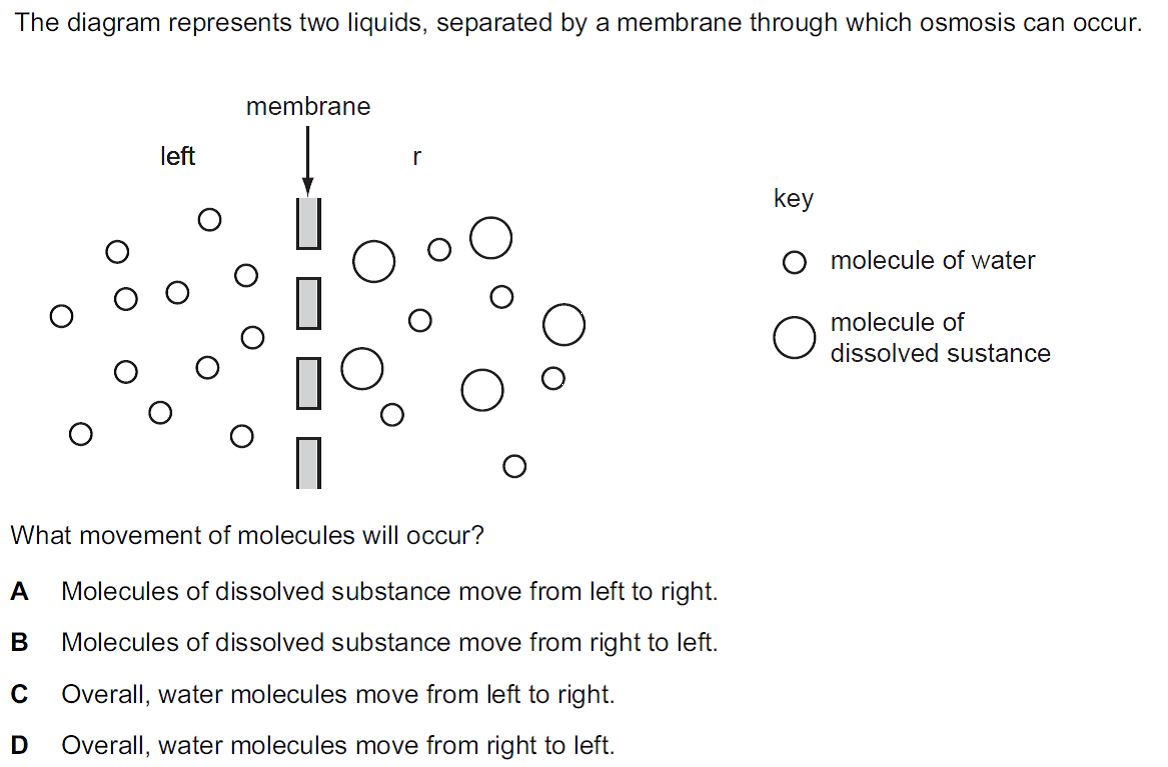 The diagram represents two liquids, separated by a membrane through which osmosis can occur.
membrane
left
r
key
molecule of water
molecule of
dissolved sustance
What movement of molecules will occur?
A Molecules of dissolved substance move from left to right.
B Molecules of dissolved substance move from right to left.
C Overall, water molecules move from left to right.
D Overall, water molecules move from right to left.